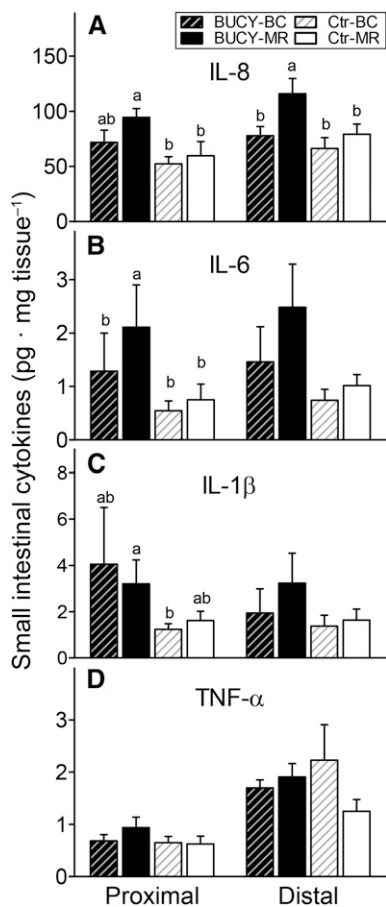 A
BUCY-BC Ctr-BC
BUCY-MR Ctr-MR
IL-8
150
100
50
0
ab a b b b a b b
B
IL-6
3
2
1
0
b a b b
C
IL-1β
8
6
4
2
0
ab a b ab
D
TNF-α
3
2
1
0
Proximal Distal
Small intestinal cytokines (pg · mg tissue⁻¹)